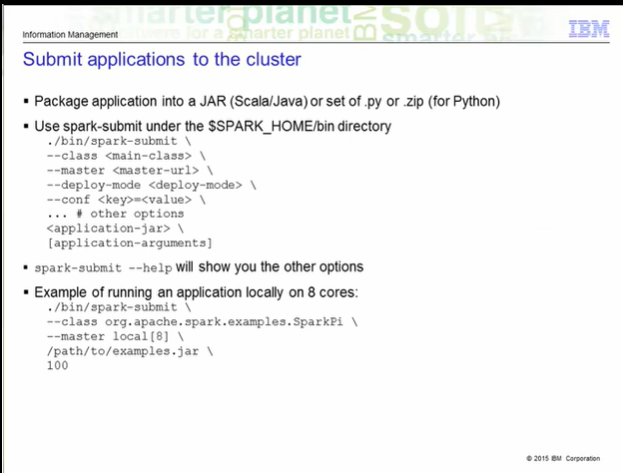 smarter planet
Information Management
IBM
Submit applications to the cluster
▪ Package application into a JAR (Scala/Java) or set of .py or .zip (for Python)
▪ Use spark-submit under the $SPARK_HOME/bin directory
./bin/spark-submit \
--class <main-class> \
--master <master-url> \
--deploy-mode <deploy-mode> \
--conf <key>=<value> \
... # other options
<application-jar> \
[application-arguments]
▪ spark-submit --help will show you the other options
▪ Example of running an application locally on 8 cores:
./bin/spark-submit \
--class org.apache.spark.examples.SparkPi \
--master local[8] \
/path/to/examples.jar \
100
© 2015 IBM Corporation